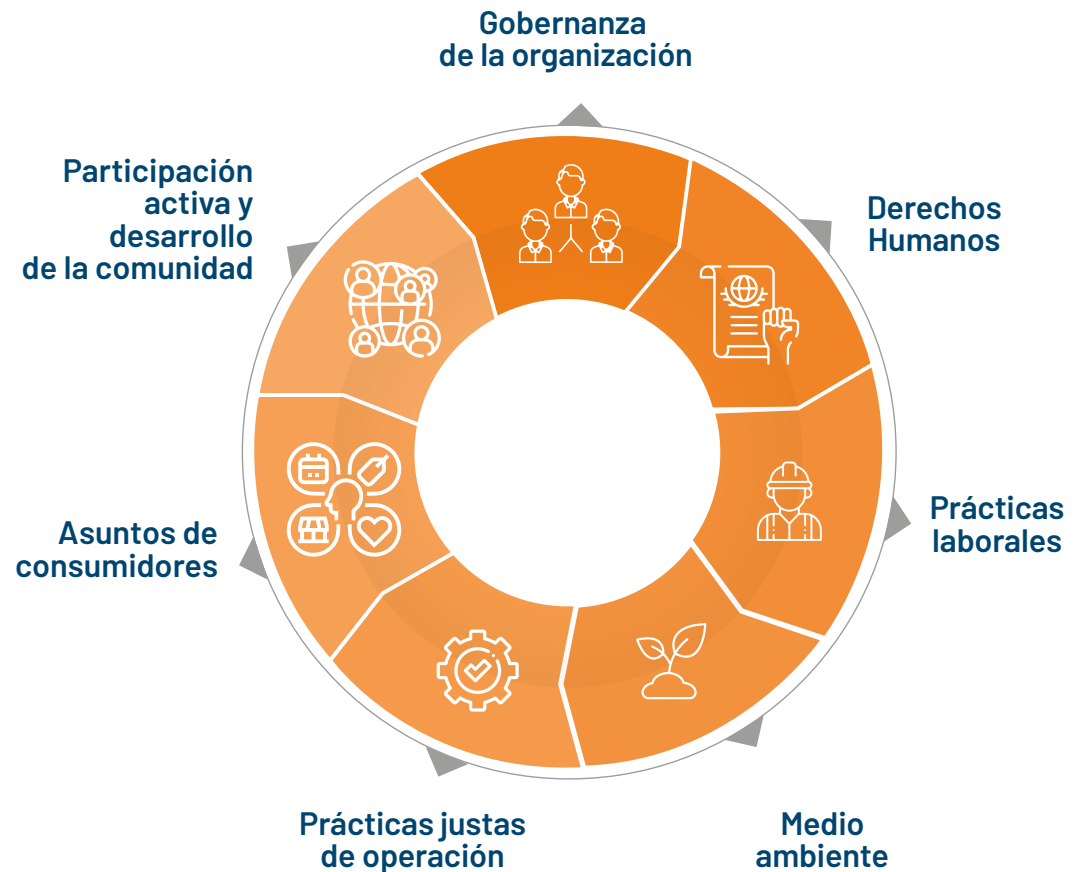 Gobernanza
de la organización
Derechos
Humanos
Prácticas
laborales
Medio
ambiente
Prácticas justas
de operación
Asuntos de
consumidores
Participación
activa y
desarrollo
de la comunidad